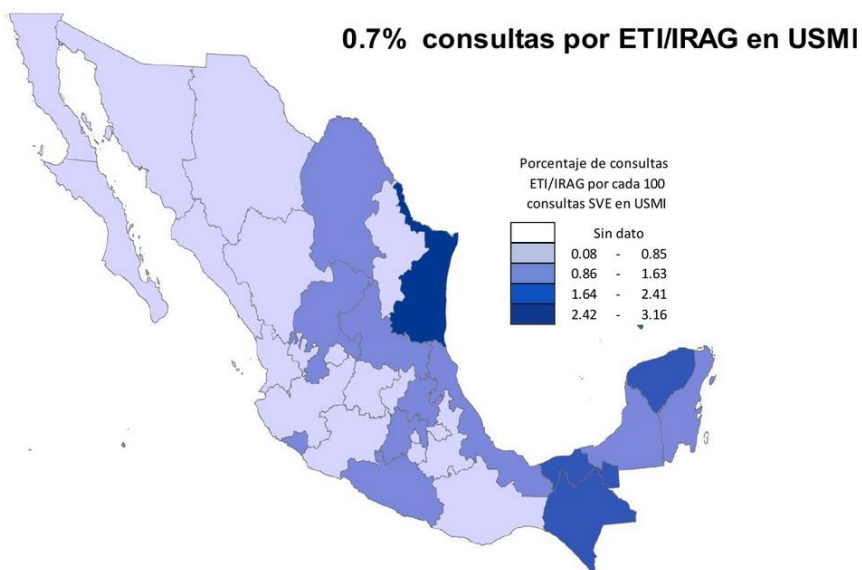 0.7% consultas por ETI/IRAG en USMI
Porcentaje de consultas
ETI/IRAG por cada 100
consultas SVE en USMI
Sin dato
0.08 - 0.85
0.86 - 1.63
1.64 - 2.41
2.42 - 3.16